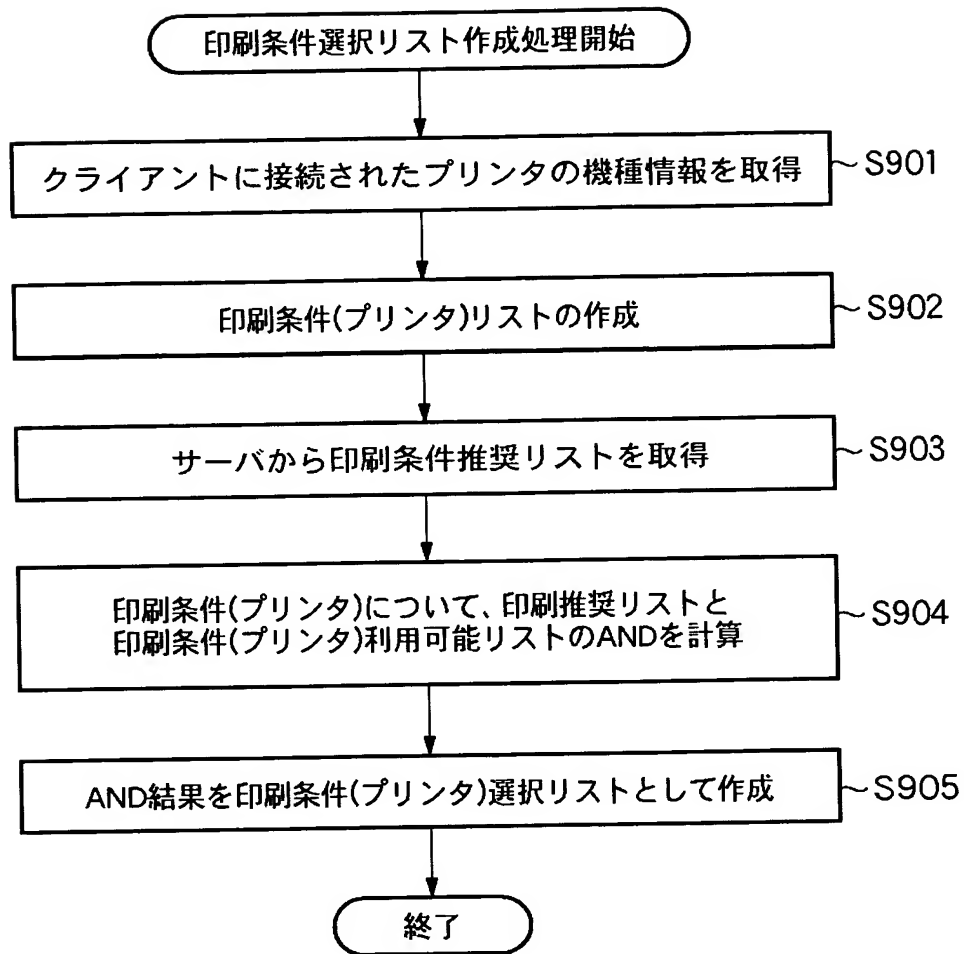 印刷条件選択リスト作成処理開始
クライアントに接続されたプリンタの機種情報を取得
~S901
印刷条件(プリンタ)リストの作成
~S902
サーバから印刷条件推奨リストを取得
~S903
印刷条件(プリンタ)について、印刷推奨リストと
印刷条件(プリンタ)利用可能リストのANDを計算
~S904
AND結果を印刷条件(プリンタ)選択リストとして作成
~S905
終了